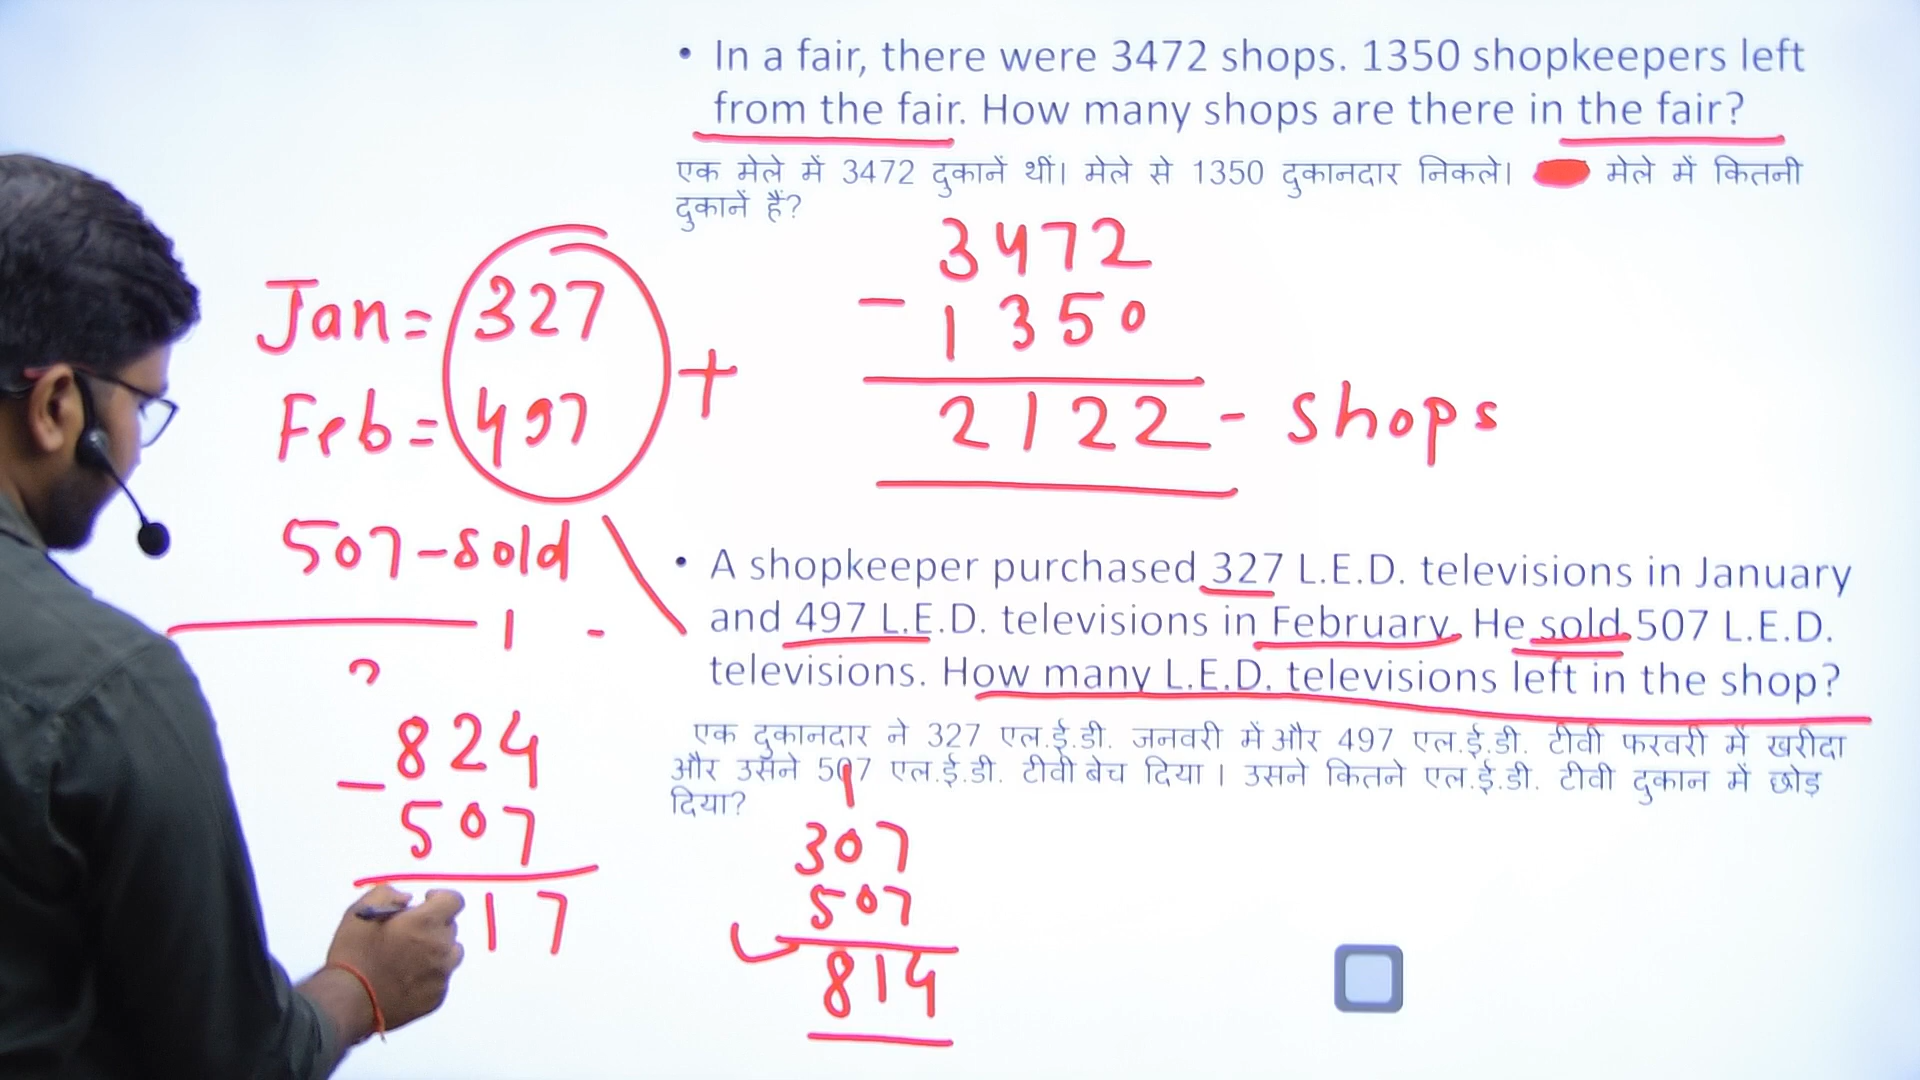 • In a fair, there were 3472 shops. 1350 shopkeepers left
from the fair. How many shops are there in the fair?
एक मेले में 3472 दुकानें थीं। मेले से 1350 दुकानदार निकले। मेले में कितनी
दुकानें हैं?
3472
- 1350
2122 - shops
Jan = 327
+
Feb = 497
507 - sold
1 -
?
824
- 507
17
• A shopkeeper purchased 327 L.E.D. televisions in January
and 497 L.E.D. televisions in February. He sold 507 L.E.D.
televisions. How many L.E.D. televisions left in the shop?
एक दुकानदार ने 327 एल.ई.डी. जनवरी में और 497 एल.ई.डी. टीवी फरवरी में खरीदा
और उसने 507 एल.ई.डी. टीवी बेच दिया। उसने कितने एल.ई.डी. टीवी दुकान में छोड़
दिया?
1
307
507
814